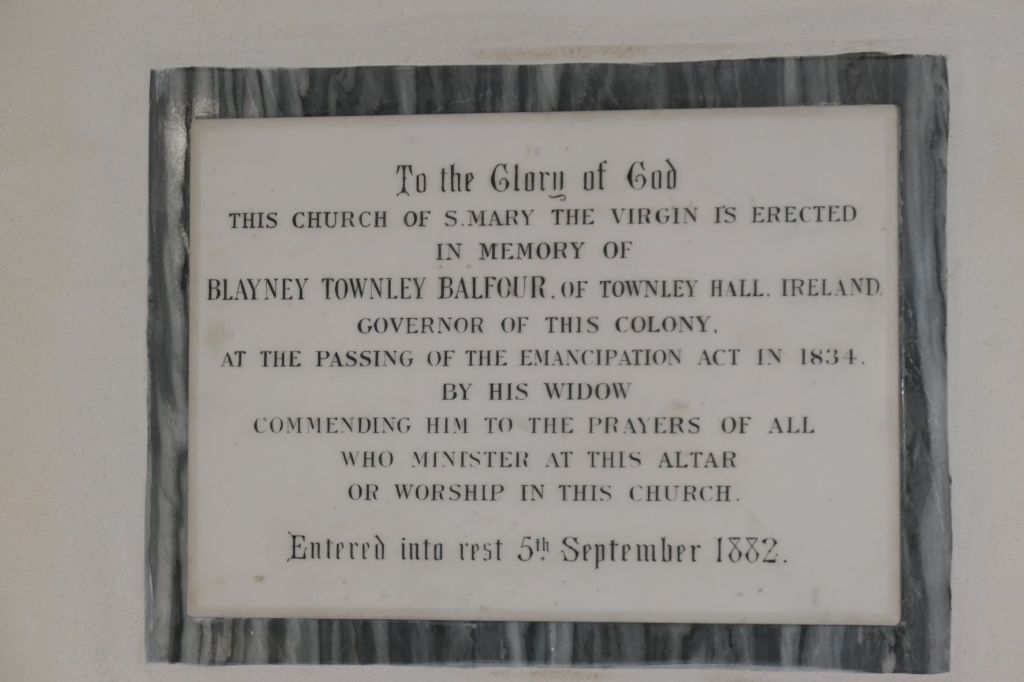 To the Glory of God
THIS CHURCH OF S. MARY THE VIRGIN IS ERECTED
IN MEMORY OF
BLAYNEY TOWNLEY BALFOUR, OF TOWNLEY HALL. IRELAND.
GOVERNOR OF THIS COLONY,
AT THE PASSING OF THE EMANCIPATION ACT IN 1834.
BY HIS WIDOW
COMMENDING HIM TO THE PRAYERS OF ALL
WHO MINISTER AT THIS ALTAR
OR WORSHIP IN THIS CHURCH.
Entered into rest 5th September 1882.